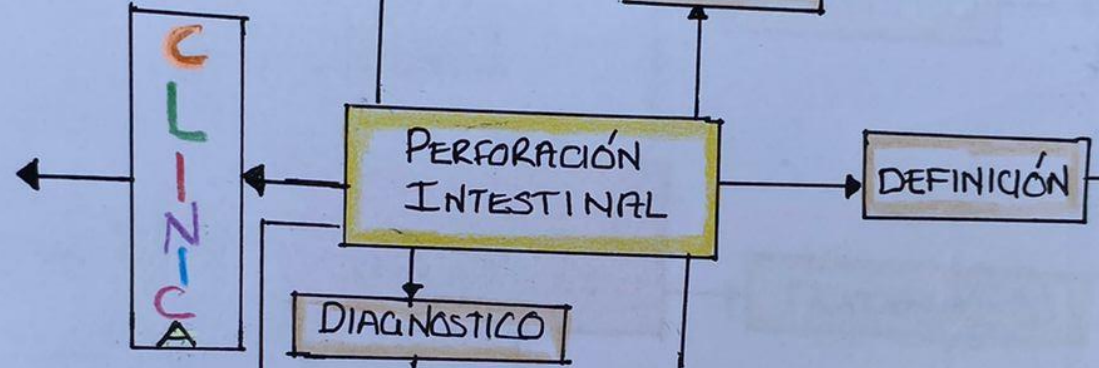 CLINICA
PERFORACIÓN
INTESTINAL
DEFINICIÓN
DIAGNOSTICO